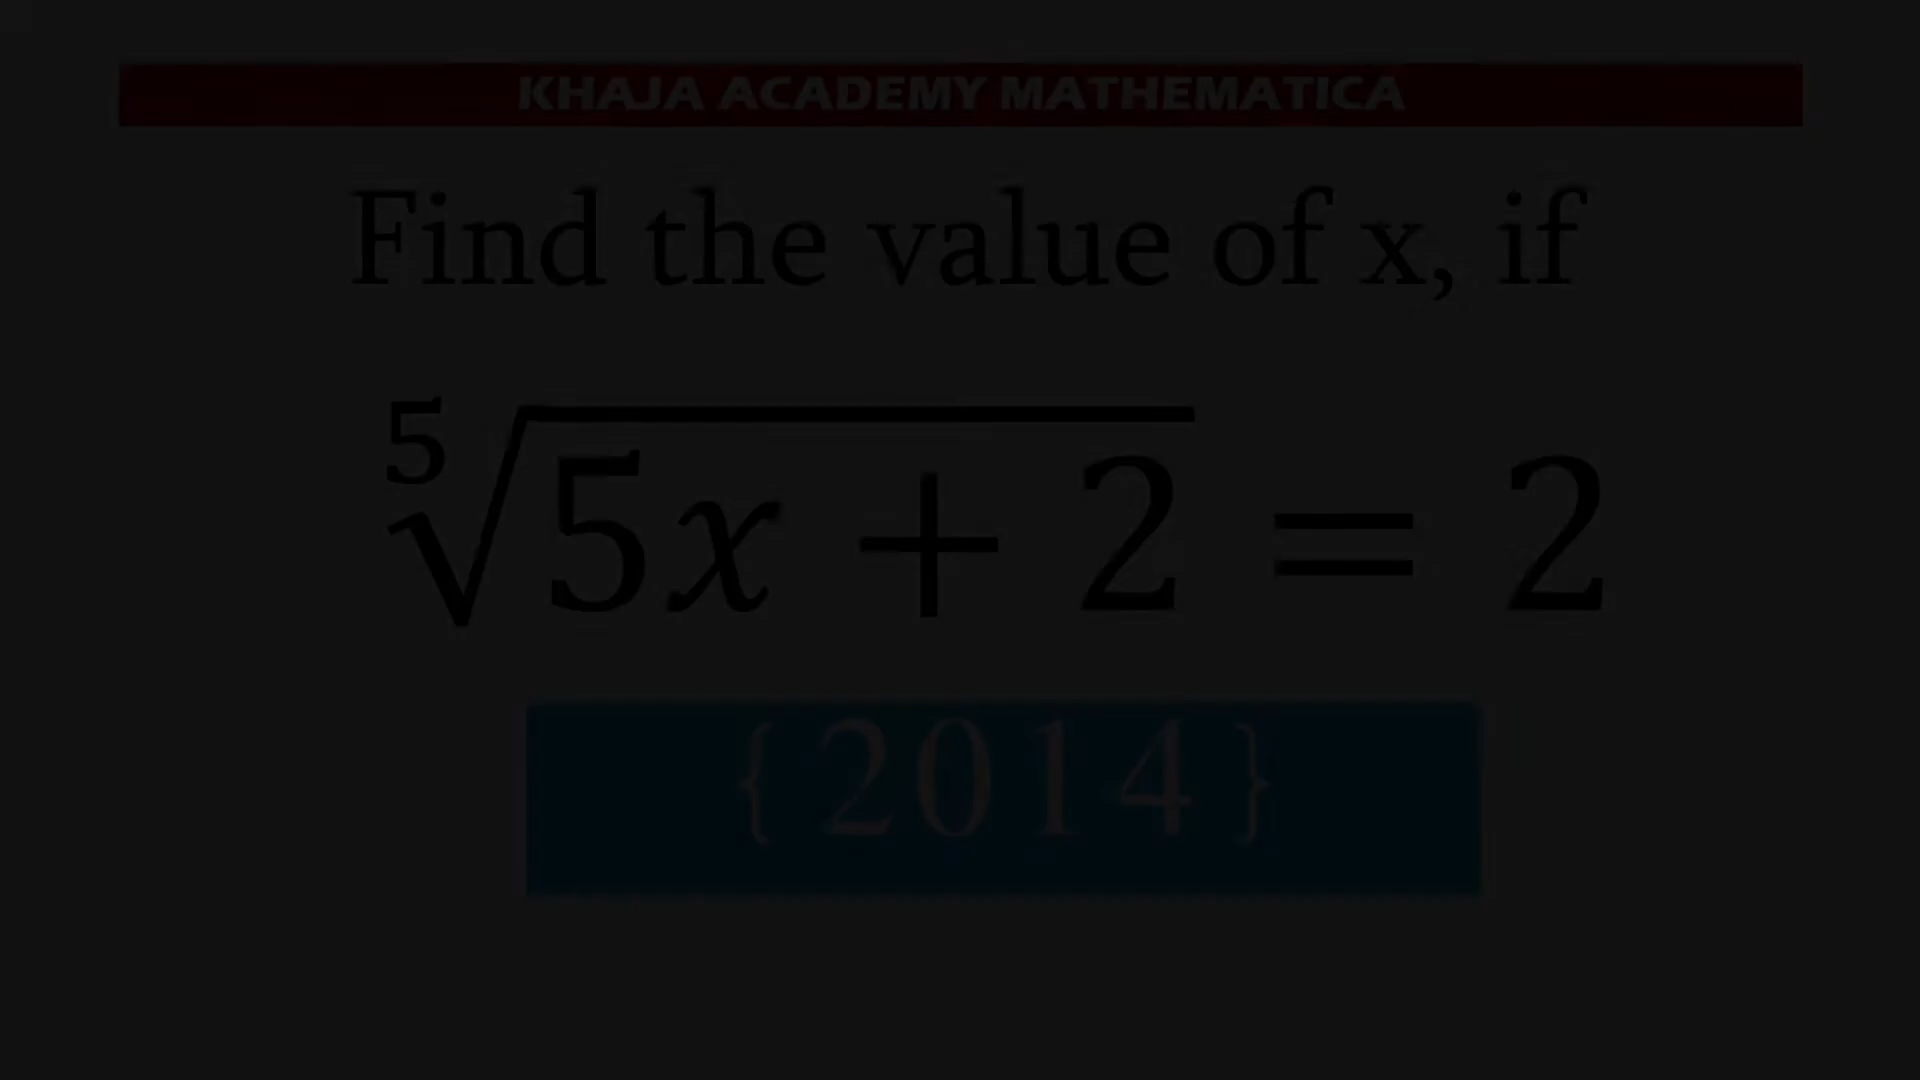 KHAJA ACADEMY MATHEMATICA
Find the value of x, if
⁵√(5x + 2) = 2
{ 2014 }